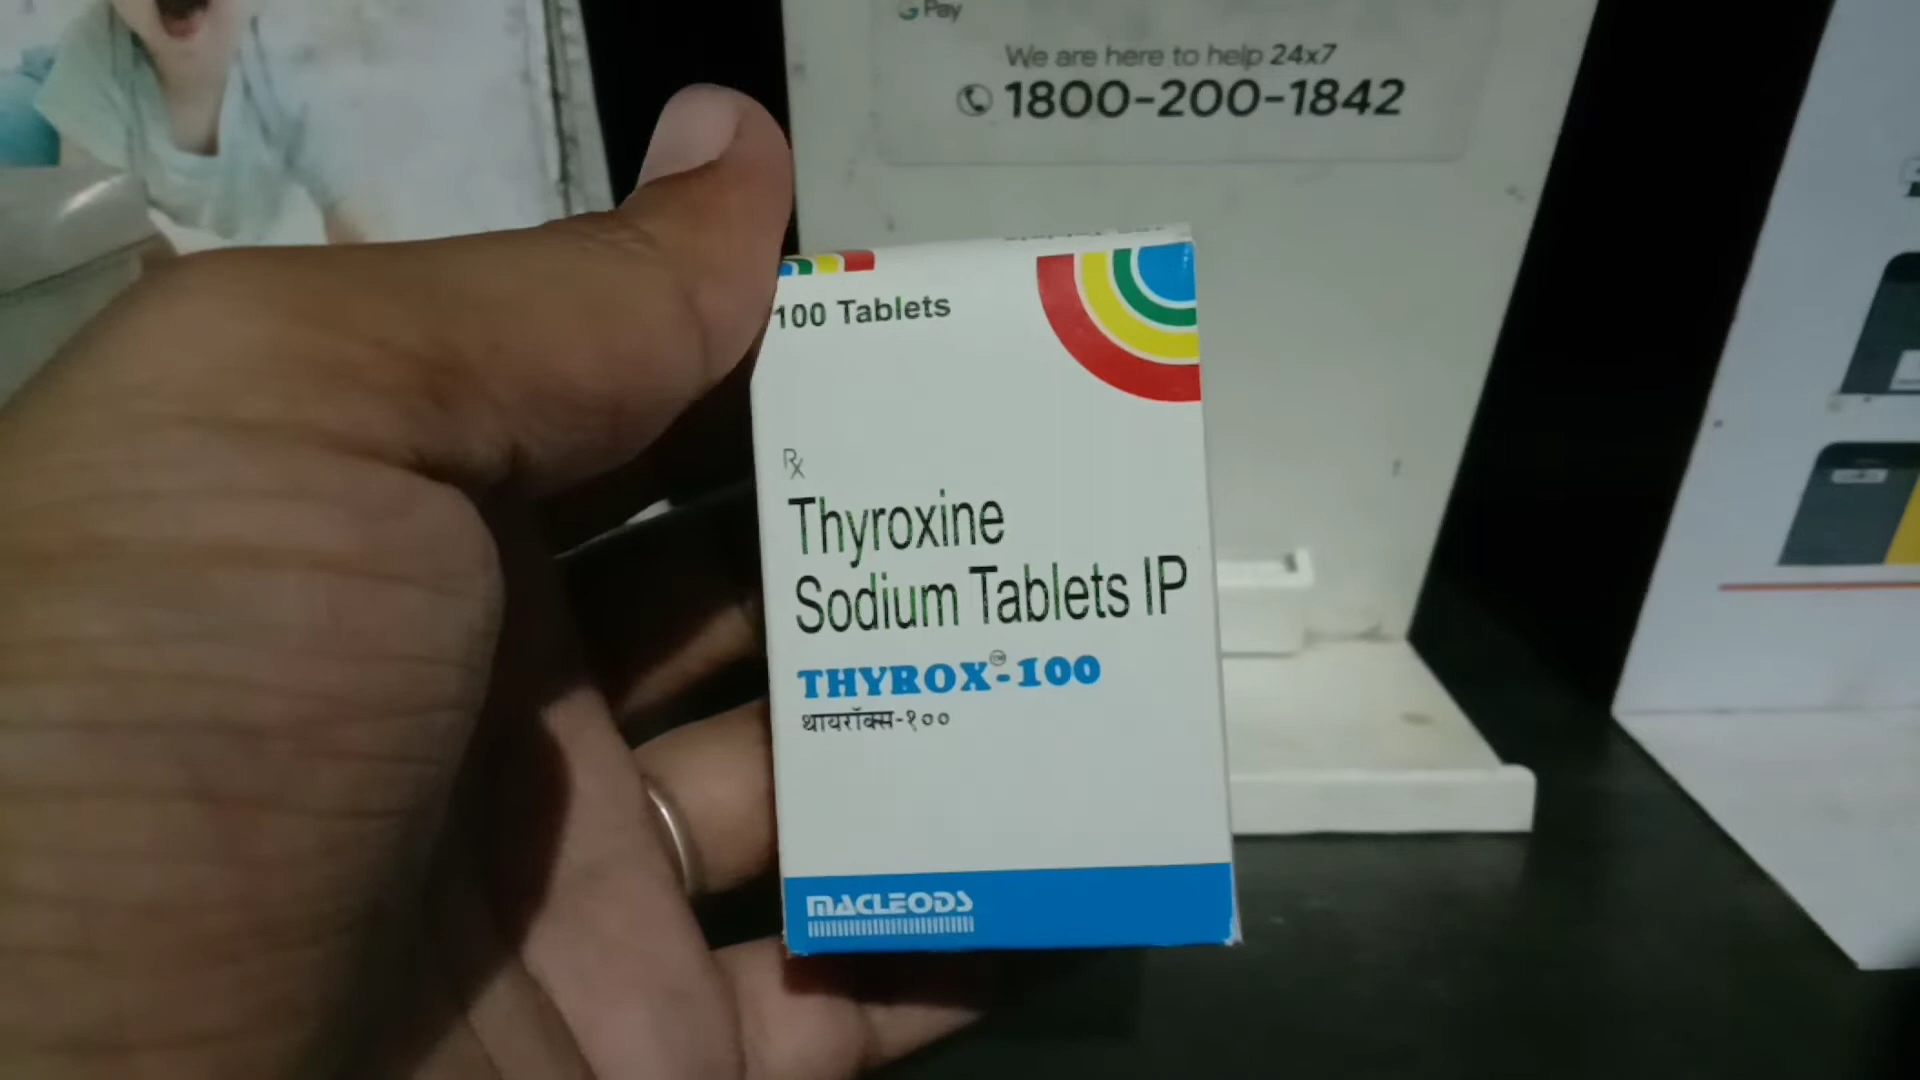 Pay
We are here to help 24x7
1800-200-1842
100 Tablets
Rx
Thyroxine
Sodium Tablets IP
THYROX™-100
थायरॉक्स-१००
MACLEODS